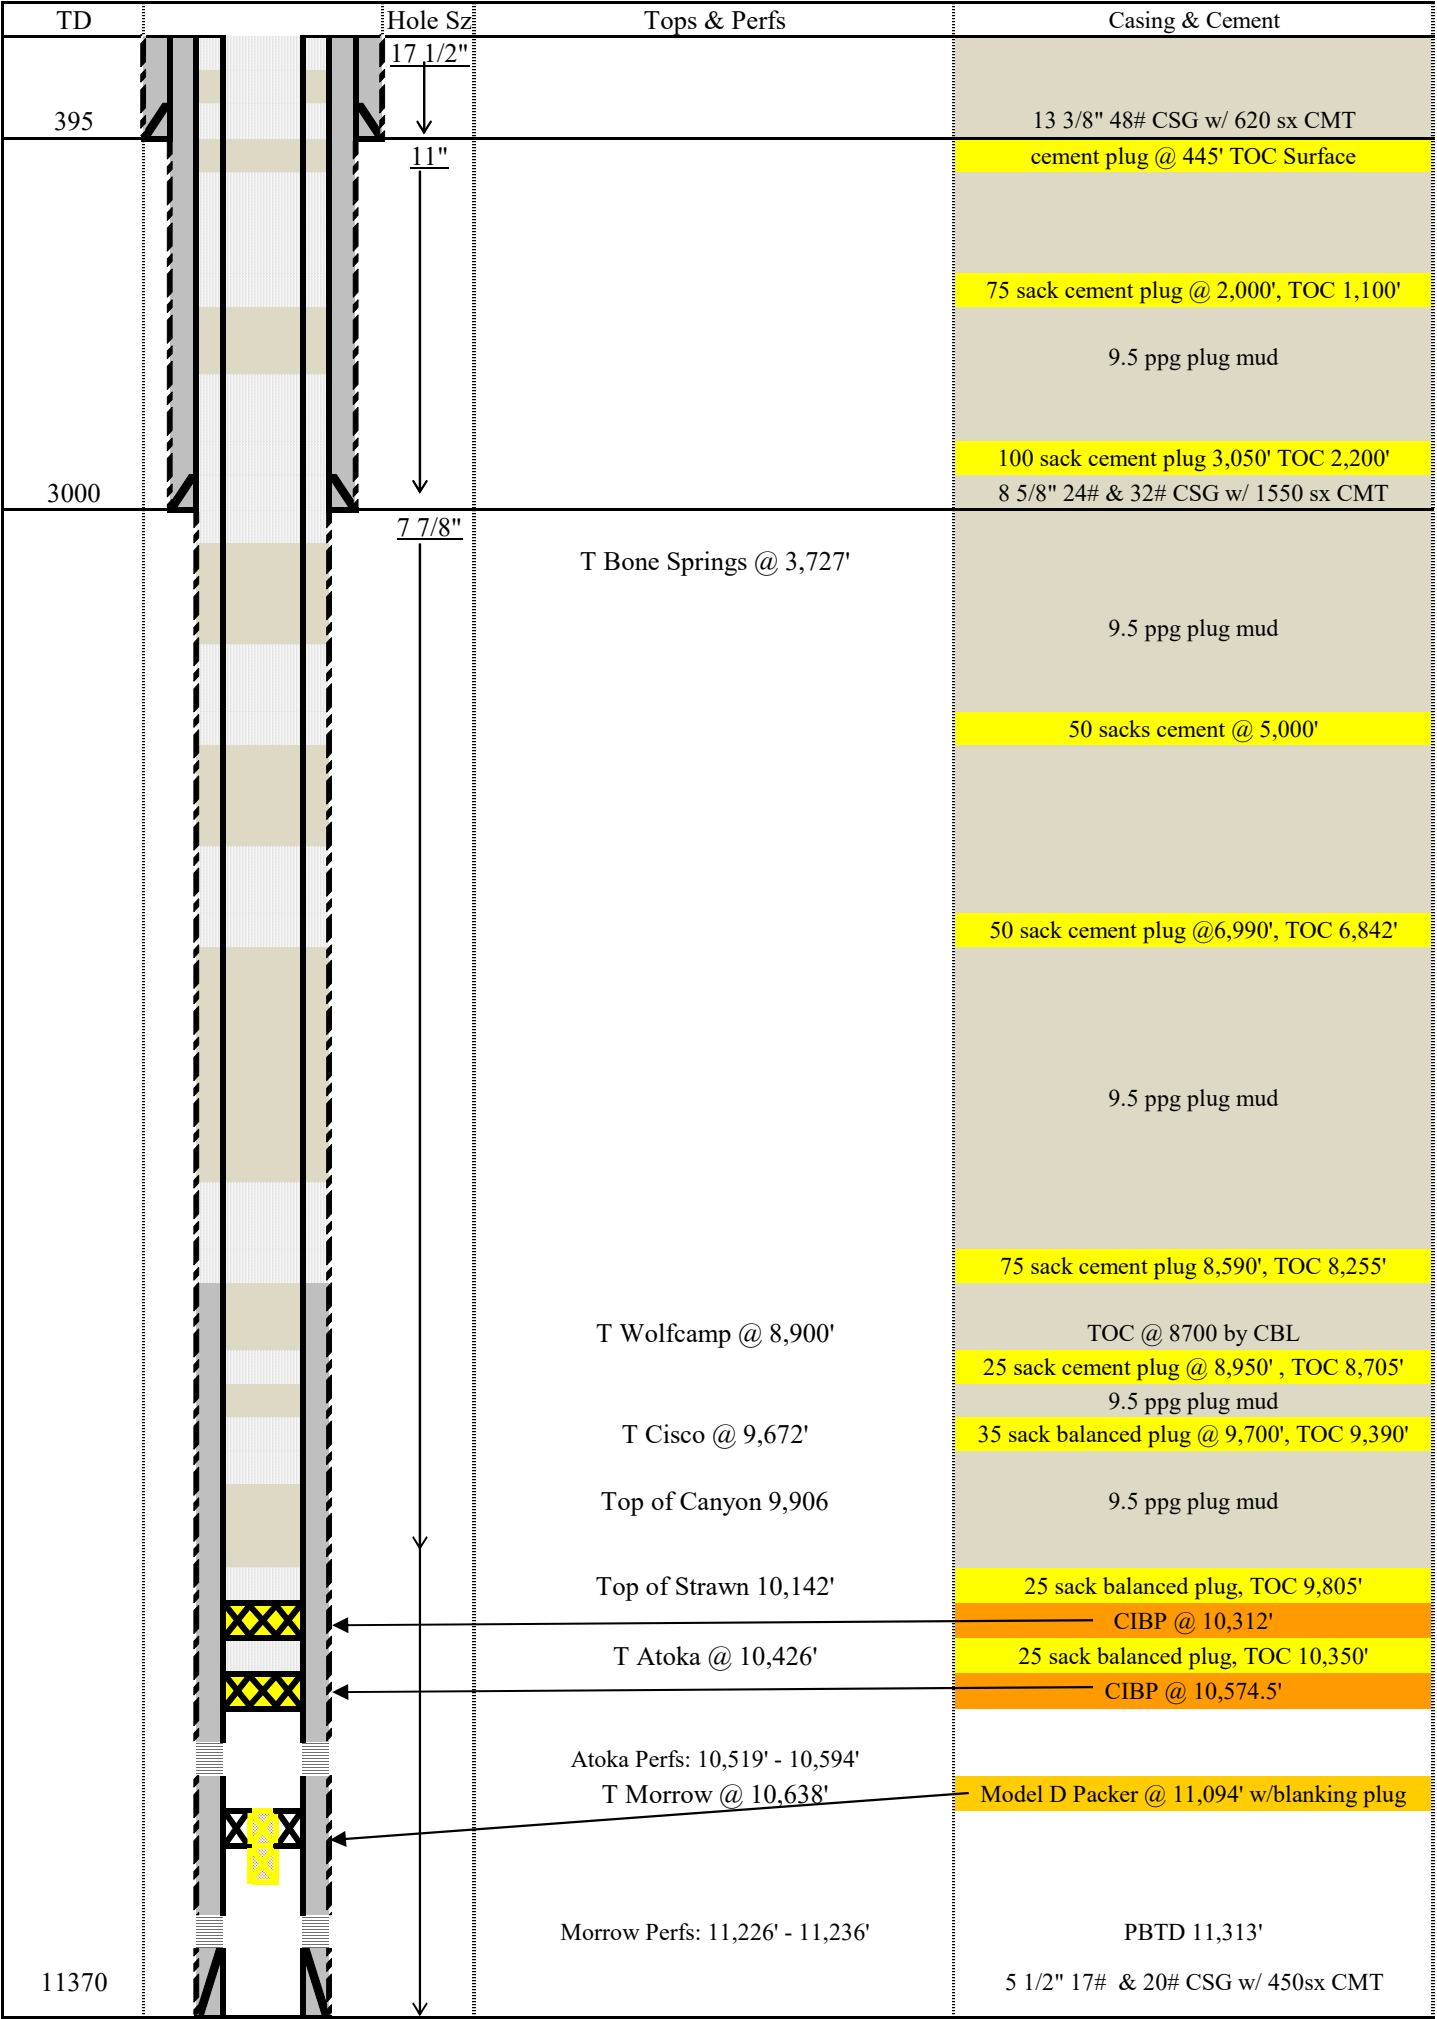 TD Hole Sz Tops & Perfs Casing & Cement
17 1/2"
395 13 3/8" 48# CSG w/ 620 sx CMT
11" cement plug @ 445' TOC Surface
75 sack cement plug @ 2,000', TOC 1,100'
9.5 ppg plug mud
100 sack cement plug 3,050' TOC 2,200'
3000 8 5/8" 24# & 32# CSG w/ 1550 sx CMT
7 7/8"
T Bone Springs @ 3,727'
9.5 ppg plug mud
50 sacks cement @ 5,000'
50 sack cement plug @6,990', TOC 6,842'
9.5 ppg plug mud
75 sack cement plug 8,590', TOC 8,255'
T Wolfcamp @ 8,900' TOC @ 8700 by CBL
25 sack cement plug @ 8,950' , TOC 8,705'
9.5 ppg plug mud
T Cisco @ 9,672' 35 sack balanced plug @ 9,700', TOC 9,390'
Top of Canyon 9,906 9.5 ppg plug mud
Top of Strawn 10,142' 25 sack balanced plug, TOC 9,805'
CIBP @ 10,312'
T Atoka @ 10,426' 25 sack balanced plug, TOC 10,350'
CIBP @ 10,574.5'
Atoka Perfs: 10,519' - 10,594'
T Morrow @ 10,638' Model D Packer @ 11,094' w/blanking plug
Morrow Perfs: 11,226' - 11,236' PBTD 11,313'
11370 5 1/2" 17# & 20# CSG w/ 450sx CMT